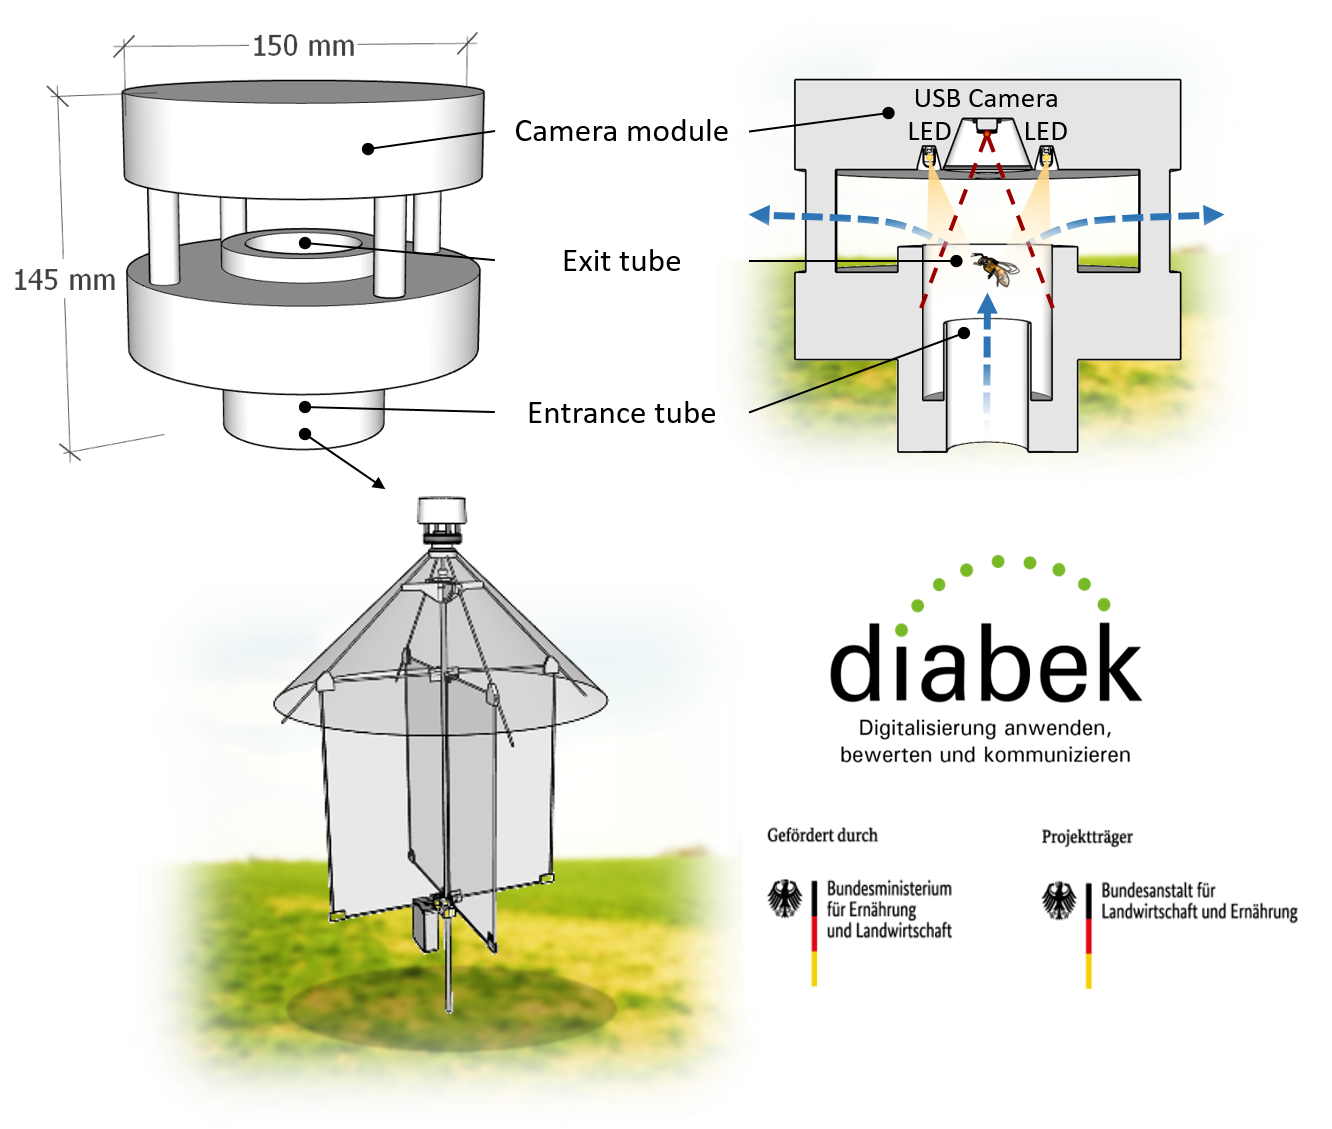 150 mm
145 mm
Camera module
Exit tube
Entrance tube
USB Camera
LED LED
diabek
Digitalisierung anwenden,
bewerten und kommunizieren
Gefördert durch
Bundesministerium
für Ernährung
und Landwirtschaft
Projektträger
Bundesanstalt für
Landwirtschaft und Ernährung